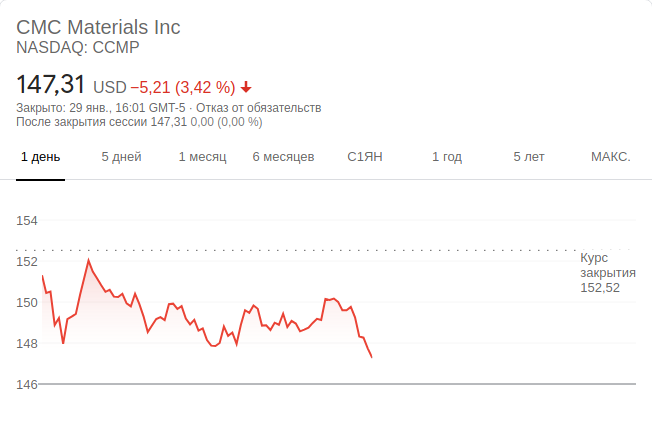 CMC Materials Inc
NASDAQ: CCMP
147,31 USD −5,21 (3,42 %)
Закрыто: 29 янв., 16:01 GMT-5 · Отказ от обязательств
После закрытия сессии 147,31 0,00 (0,00 %)
1 день 5 дней 1 месяц 6 месяцев С1ЯН 1 год 5 лет МАКС.
154
152
150
148
146
Курс
закрытия
152,52